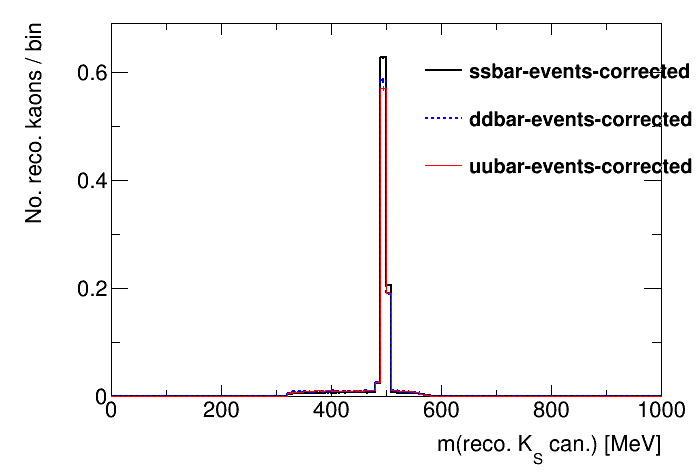 No. reco. kaons / bin
0.6
0.4
0.2
0
ssbar-events-corrected
ddbar-events-corrected
uubar-events-corrected
0 200 400 600 800 1000
m(reco. K_S can.) [MeV]